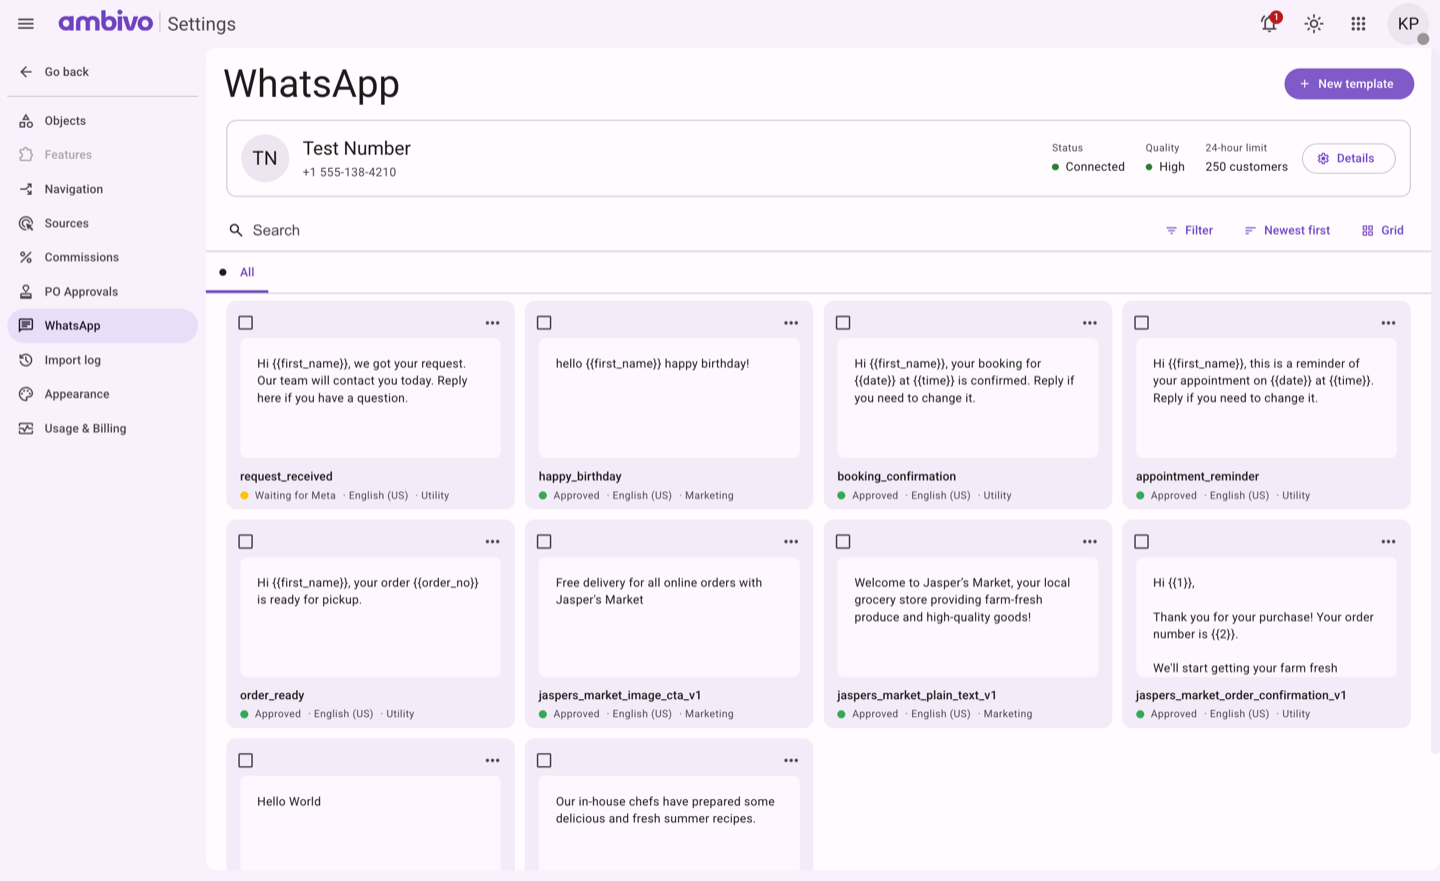 ambivo
Settings
1
KP
Go back
Objects
Features
Navigation
Sources
Commissions
PO Approvals
WhatsApp
Import log
Appearance
Usage & Billing
WhatsApp
+ New template
TN
Test Number
+1 555-138-4210
Status
Connected
Quality
High
24-hour limit
250 customers
Details
Search
Filter
Newest first
Grid
All
Hi {{first_name}}, we got your request.
Our team will contact you today. Reply
here if you have a question.
request_received
Waiting for Meta · English (US) · Utility
hello {{first_name}} happy birthday!
happy_birthday
Approved · English (US) · Marketing
Hi {{first_name}}, your booking for
{{date}} at {{time}} is confirmed. Reply if
you need to change it.
booking_confirmation
Approved · English (US) · Utility
Hi {{first_name}}, this is a reminder of
your appointment on {{date}} at {{time}}.
Reply if you need to change it.
appointment_reminder
Approved · English (US) · Utility
Hi {{first_name}}, your order {{order_no}}
is ready for pickup.
order_ready
Approved · English (US) · Utility
Free delivery for all online orders with
Jasper's Market
jaspers_market_image_cta_v1
Approved · English (US) · Marketing
Welcome to Jasper's Market, your local
grocery store providing farm-fresh
produce and high-quality goods!
jaspers_market_plain_text_v1
Approved · English (US) · Marketing
Hi {{1}},
Thank you for your purchase! Your order
number is {{2}}.
We'll start getting your farm fresh
jaspers_market_order_confirmation_v1
Approved · English (US) · Utility
Hello World
Our in-house chefs have prepared some
delicious and fresh summer recipes.